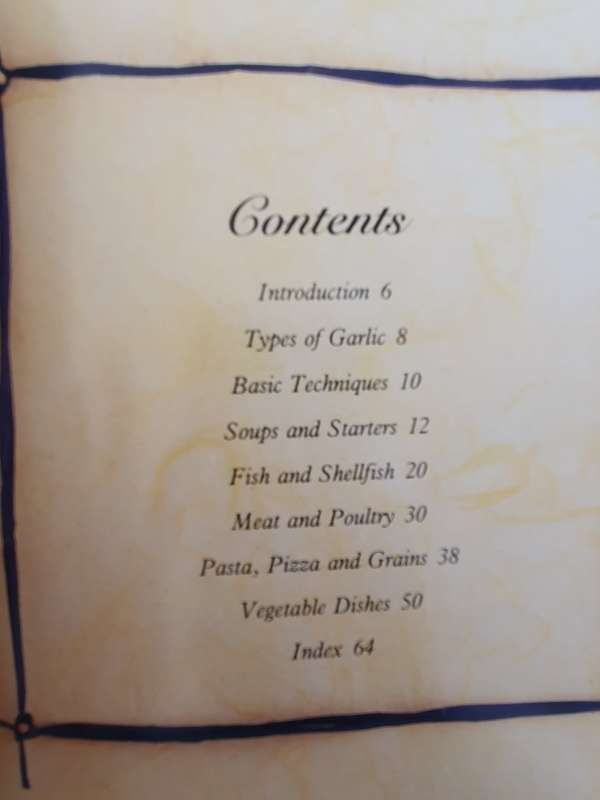 Contents
Introduction 6
Types of Garlic 8
Basic Techniques 10
Soups and Starters 12
Fish and Shellfish 20
Meat and Poultry 30
Pasta, Pizza and Grains 38
Vegetable Dishes 50
Index 64